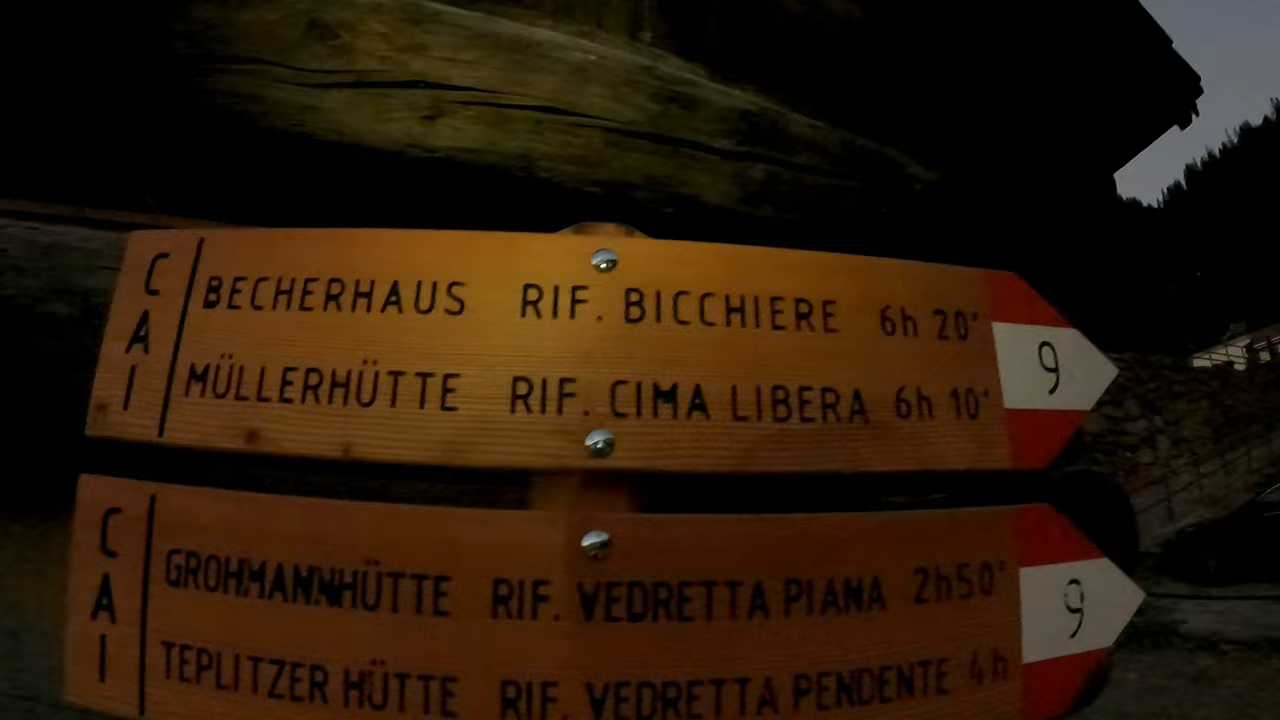 CAI
BECHERHAUS RIF. BICCHIERE 6h 20'
MÜLLERHÜTTE RIF. CIMA LIBERA 6h 10'
9
CAI
GROHMANNHÜTTE RIF. VEDRETTA PIANA 2h50'
TEPLITZER HÜTTE RIF. VEDRETTA PENDENTE 4h
9